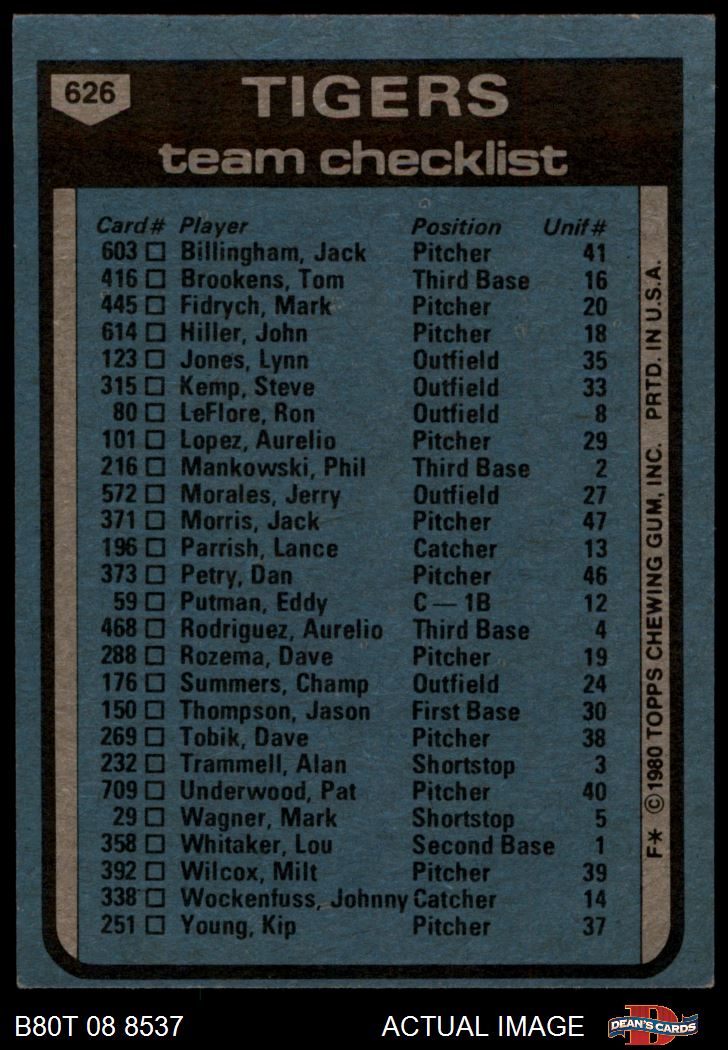 626
TIGERS
team checklist
Card# Player Position Unif#
603 Billingham, Jack Pitcher 41
416 Brookens, Tom Third Base 16
445 Fidrych, Mark Pitcher 20
614 Hiller, John Pitcher 18
123 Jones, Lynn Outfield 35
315 Kemp, Steve Outfield 33
80 LeFlore, Ron Outfield 8
101 Lopez, Aurelio Pitcher 29
216 Mankowski, Phil Third Base 2
572 Morales, Jerry Outfield 27
371 Morris, Jack Pitcher 47
196 Parrish, Lance Catcher 13
373 Petry, Dan Pitcher 46
59 Putman, Eddy C — 1B 12
468 Rodriguez, Aurelio Third Base 4
288 Rozema, Dave Pitcher 19
176 Summers, Champ Outfield 24
150 Thompson, Jason First Base 30
269 Tobik, Dave Pitcher 38
232 Trammell, Alan Shortstop 3
709 Underwood, Pat Pitcher 40
29 Wagner, Mark Shortstop 5
358 Whitaker, Lou Second Base 1
392 Wilcox, Milt Pitcher 39
338 Wockenfuss, Johnny Catcher 14
251 Young, Kip Pitcher 37
F* © 1980 TOPPS CHEWING GUM, INC. PRTD. IN U.S.A.
B80T 08 8537
ACTUAL IMAGE
D
DEAN'S CARDS